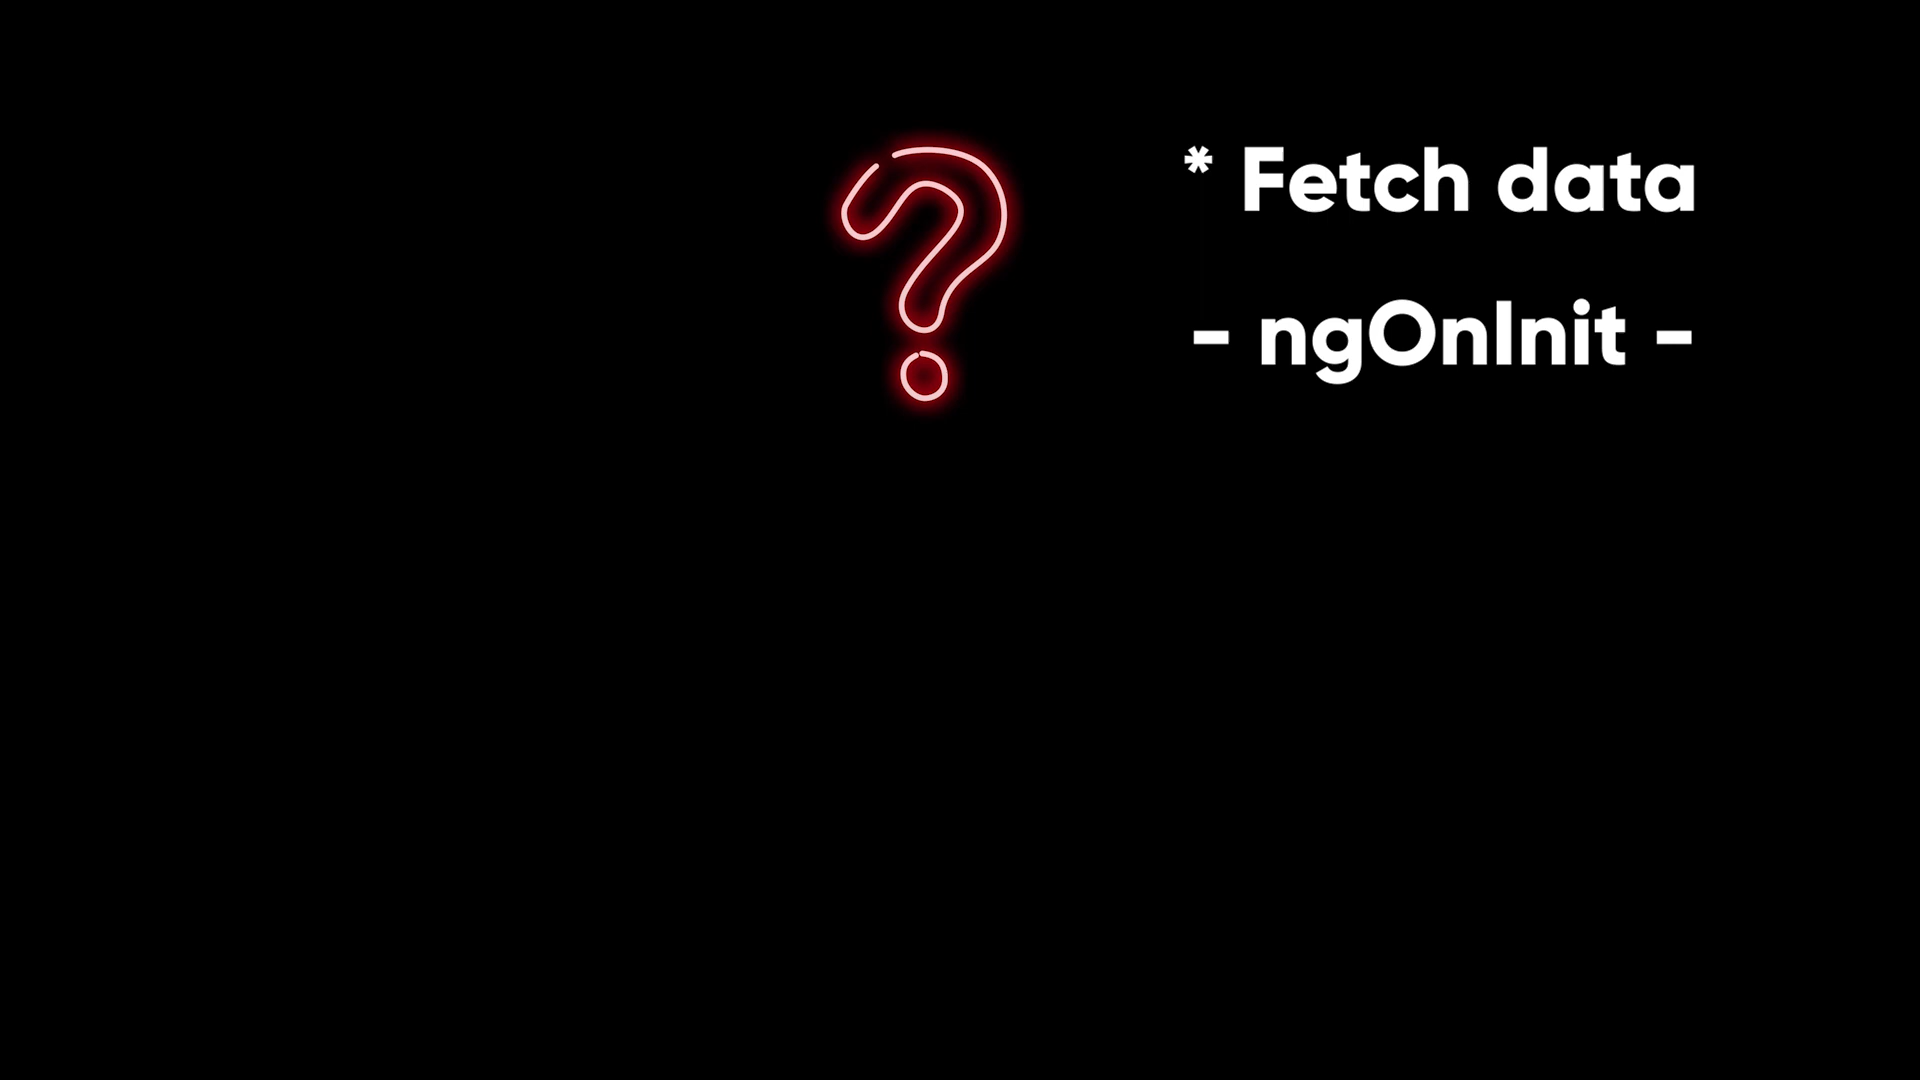 ?
* Fetch data
- ngOnInit -